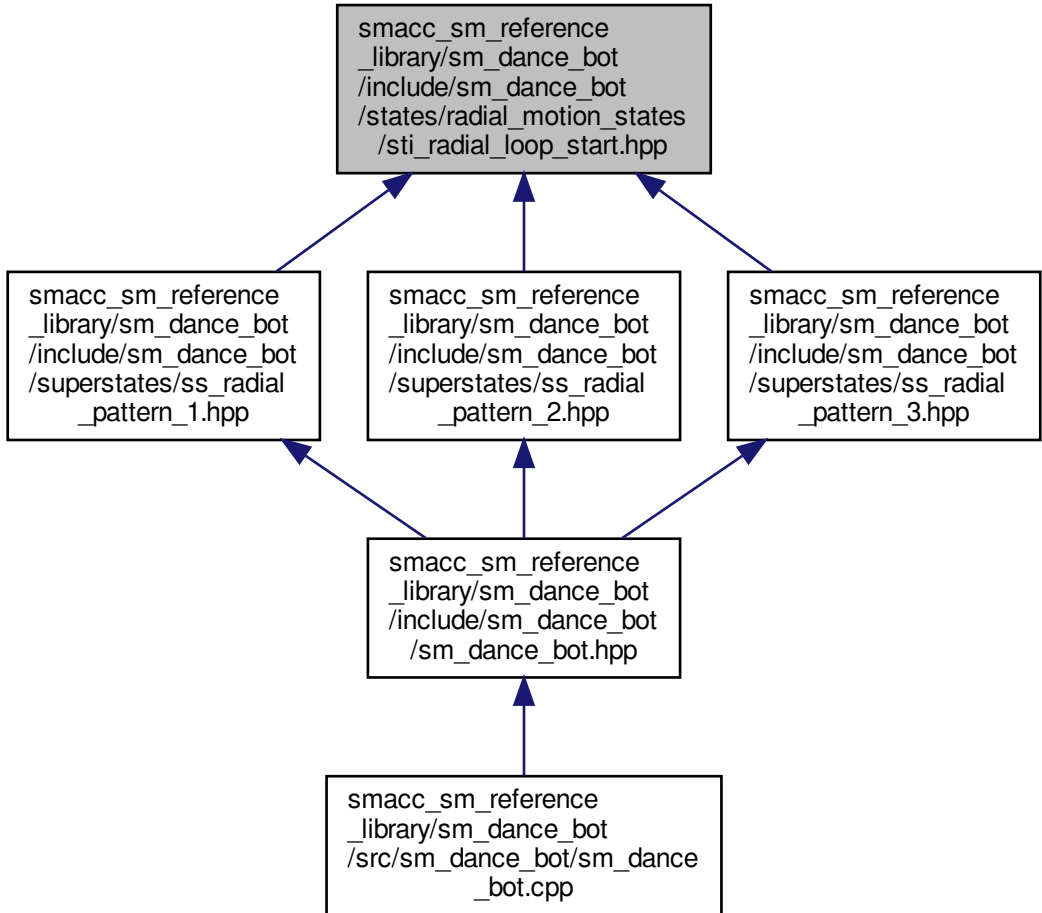 smacc_sm_reference
_library/sm_dance_bot
/include/sm_dance_bot
/states/radial_motion_states
/sti_radial_loop_start.hpp
smacc_sm_reference
_library/sm_dance_bot
/include/sm_dance_bot
/superstates/ss_radial
_pattern_1.hpp
smacc_sm_reference
_library/sm_dance_bot
/include/sm_dance_bot
/superstates/ss_radial
_pattern_2.hpp
smacc_sm_reference
_library/sm_dance_bot
/include/sm_dance_bot
/superstates/ss_radial
_pattern_3.hpp
smacc_sm_reference
_library/sm_dance_bot
/include/sm_dance_bot
/sm_dance_bot.hpp
smacc_sm_reference
_library/sm_dance_bot
/src/sm_dance_bot/sm_dance
_bot.cpp